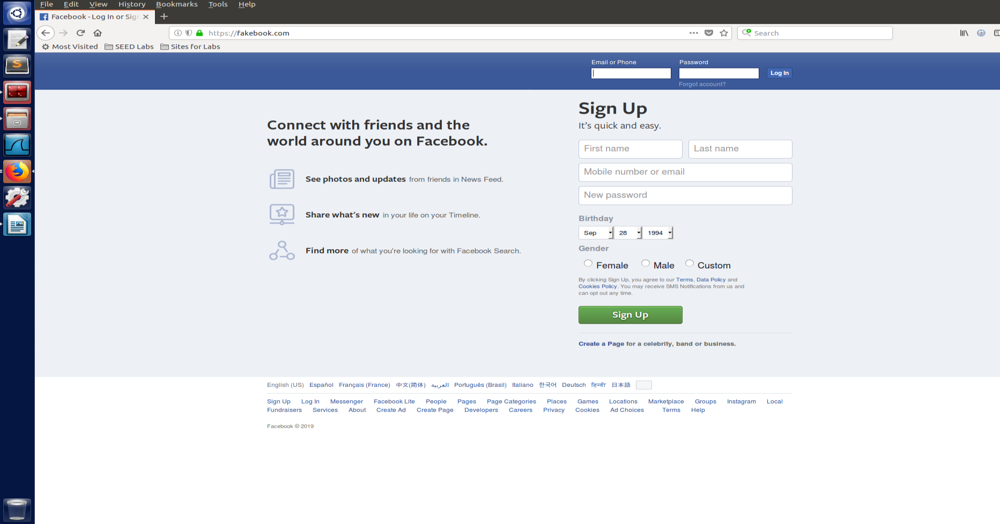 File Edit View History Bookmarks Tools Help
Facebook - Log In or Sig
https://fakebook.com
Search
Most Visited SEED Labs Sites for Labs
Email or Phone Password
Log In
Forgot account?
Sign Up
It's quick and easy.
Connect with friends and the
world around you on Facebook.
First name Last name
Mobile number or email
New password
See photos and updates from friends in News Feed.
Share what's new in your life on your Timeline.
Find more of what you're looking for with Facebook Search.
Birthday
Sep 28 1994
Gender
Female Male Custom
By clicking Sign Up, you agree to our Terms, Data Policy and
Cookies Policy. You may receive SMS Notifications from us and
can opt out any time.
Sign Up
Create a Page for a celebrity, band or business.
English (US) Español Français (France) 中文(简体) العربية Português (Brasil) Italiano 한국어 Deutsch हिन्दी 日本語
Sign Up Log In Messenger Facebook Lite People Pages Page Categories Places Games Locations Marketplace Groups Instagram Local
Fundraisers Services About Create Ad Create Page Developers Careers Privacy Cookies Ad Choices Terms Help
Facebook © 2019